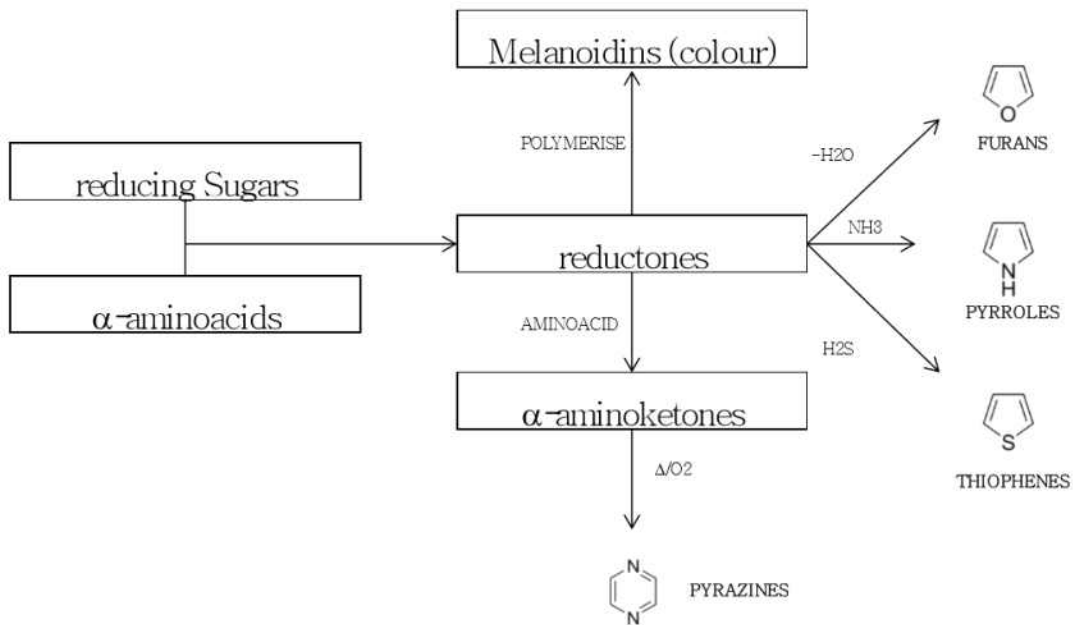 Melanoidins (colour)
POLYMERISE
-H2O
O
FURANS
reducing Sugars
reductones
NH3
N
H
PYRROLES
α-aminoacids
AMINOACID
H2S
α-aminoketones
S
THIOPHENES
Δ/O2
N
N
PYRAZINES